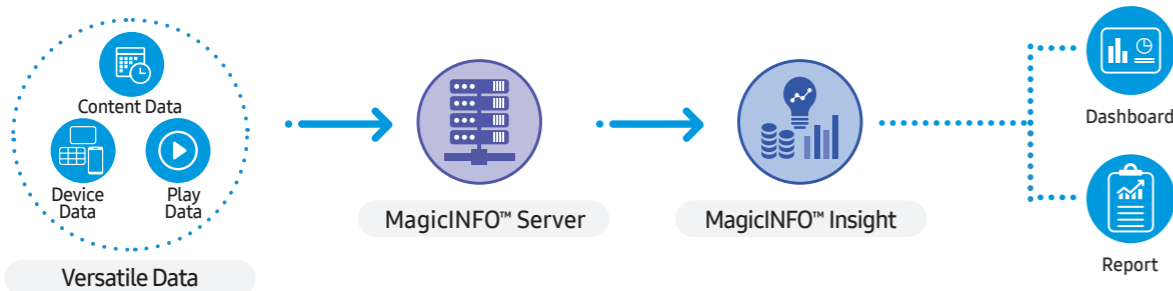 Content Data
Device
Data
Play
Data
Versatile Data
MagicINFO™ Server
MagicINFO™ Insight
Dashboard
Report